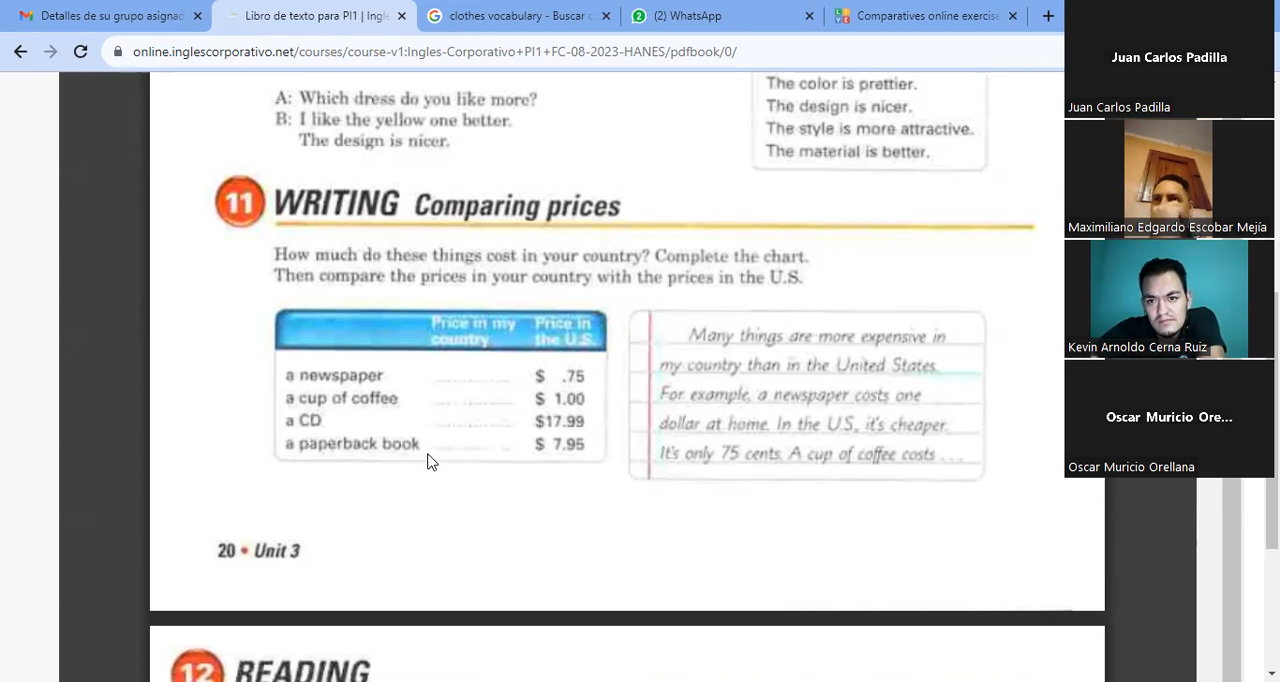 Detalles de su grupo asignac
Libro de texto para PI1 | Ingle
clothes vocabulary - Buscar c
(2) WhatsApp
Comparatives online exercise
online.inglescorporativo.net/courses/course-v1:Ingles-Corporativo+PI1+FC-08-2023-HANES/pdfbook/0/
Juan Carlos Padilla
Juan Carlos Padilla
Maximiliano Edgardo Escobar Mejía
Kevin Arnoldo Cerna Ruiz
Oscar Muricio Ore...
Oscar Muricio Orellana
A: Which dress do you like more?
B: I like the yellow one better.
The design is nicer.
The color is prettier.
The design is nicer.
The style is more attractive.
The material is better.
11 WRITING Comparing prices
How much do these things cost in your country? Complete the chart.
Then compare the prices in your country with the prices in the U.S.
Price in my country Price in the U.S.
a newspaper ........ $ .75
a cup of coffee ........ $ 1.00
a CD ........ $17.99
a paperback book ........ $ 7.95
Many things are more expensive in
my country than in the United States.
For example, a newspaper costs one
dollar at home. In the U.S., it's cheaper.
It's only 75 cents. A cup of coffee costs . . .
20 • Unit 3
12 READING